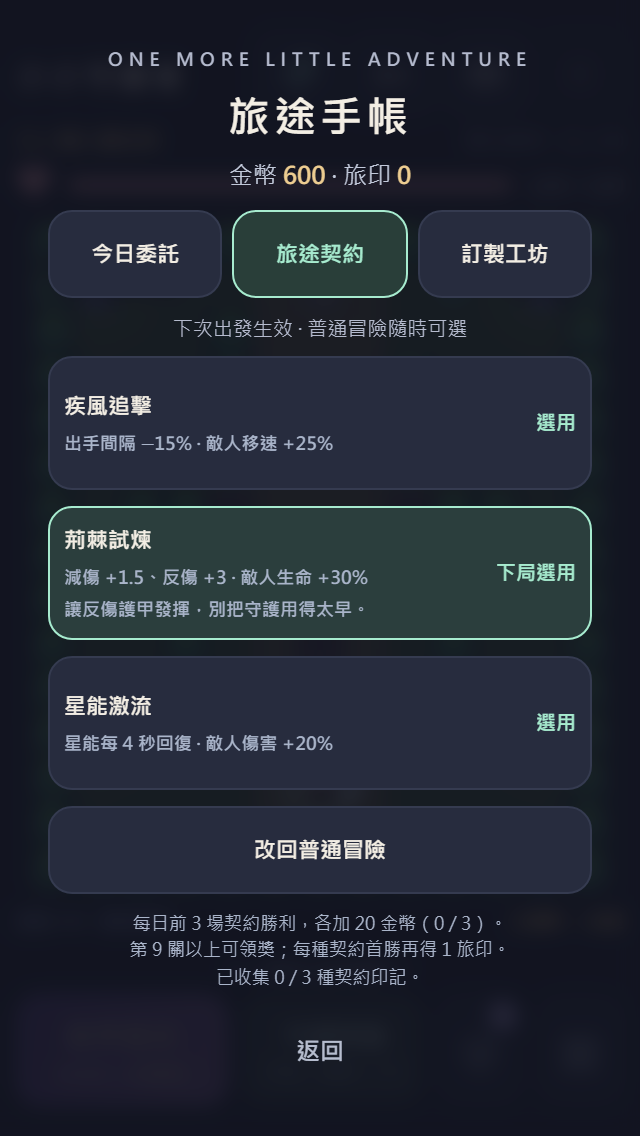 ONE MORE LITTLE ADVENTURE
旅途手帳
金幣 600 · 旅印 0
今日委託
旅途契約
訂製工坊
下次出發生效 · 普通冒險隨時可選
疾風追擊
出手間隔 −15% · 敵人移速 +25%
選用
荊棘試煉
減傷 +1.5、反傷 +3 · 敵人生命 +30%
讓反傷護甲發揮，別把守護用得太早。
下局選用
星能激流
星能每 4 秒回復 · 敵人傷害 +20%
選用
改回普通冒險
每日前 3 場契約勝利，各加 20 金幣（0 / 3）。
第 9 關以上可領獎；每種契約首勝再得 1 旅印。
已收集 0 / 3 種契約印記。
返回